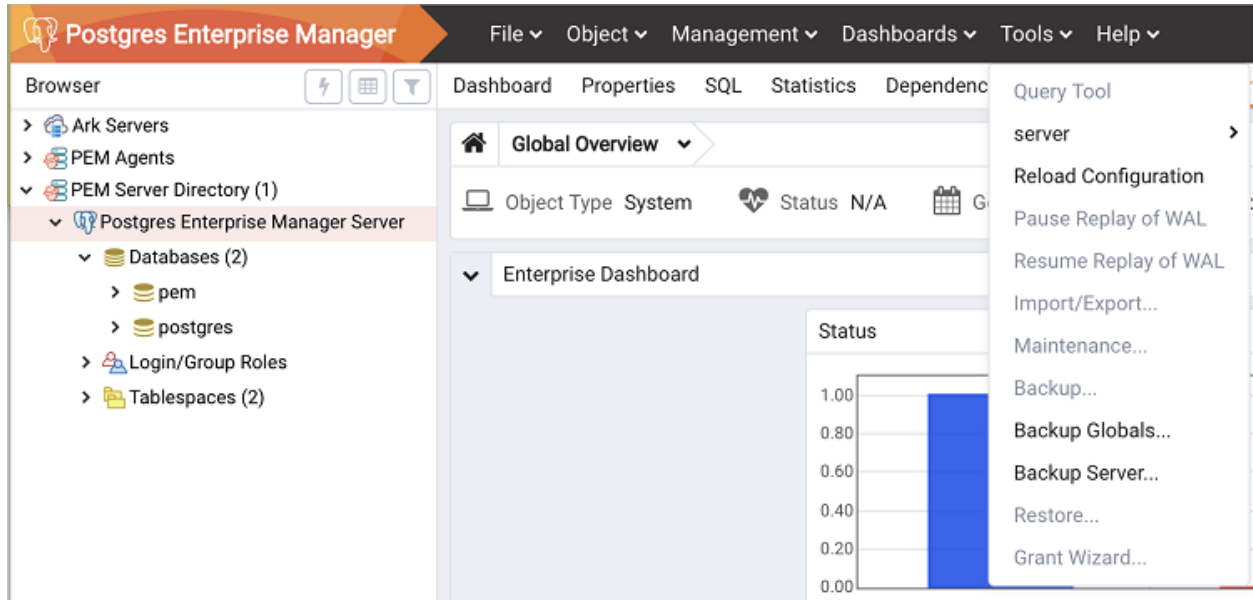 Postgres Enterprise Manager
File Object Management Dashboards Tools Help
Browser
Ark Servers
PEM Agents
PEM Server Directory (1)
Postgres Enterprise Manager Server
Databases (2)
pem
postgres
Login/Group Roles
Tablespaces (2)
Dashboard Properties SQL Statistics Dependenc
Global Overview
Object Type System Status N/A G
Enterprise Dashboard
Status
1.00
0.80
0.60
0.40
0.20
0.00
Query Tool
server
Reload Configuration
Pause Replay of WAL
Resume Replay of WAL
Import/Export...
Maintenance...
Backup...
Backup Globals...
Backup Server...
Restore...
Grant Wizard...